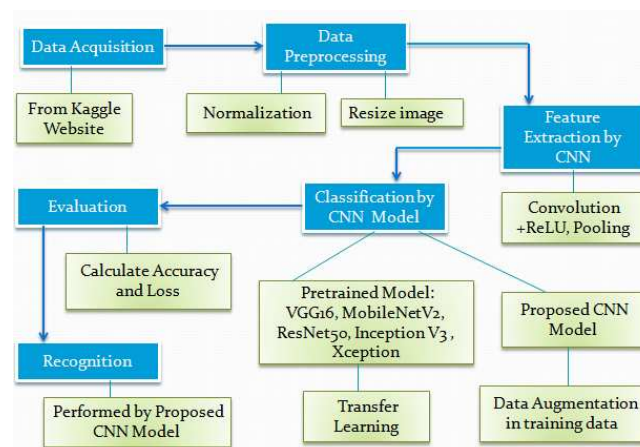 Data Acquisition
Data
Preprocessing
From Kaggle
Website
Normalization
Resize image
Feature
Extraction by
CNN
Convolution
+ReLU, Pooling
Classification by
CNN Model
Evaluation
Calculate Accuracy
and Loss
Pretrained Model:
VGG16, MobileNetV2,
ResNet50, Inception V3 ,
Xception
Proposed CNN
Model
Recognition
Performed by Proposed
CNN Model
Transfer
Learning
Data Augmentation
in training data